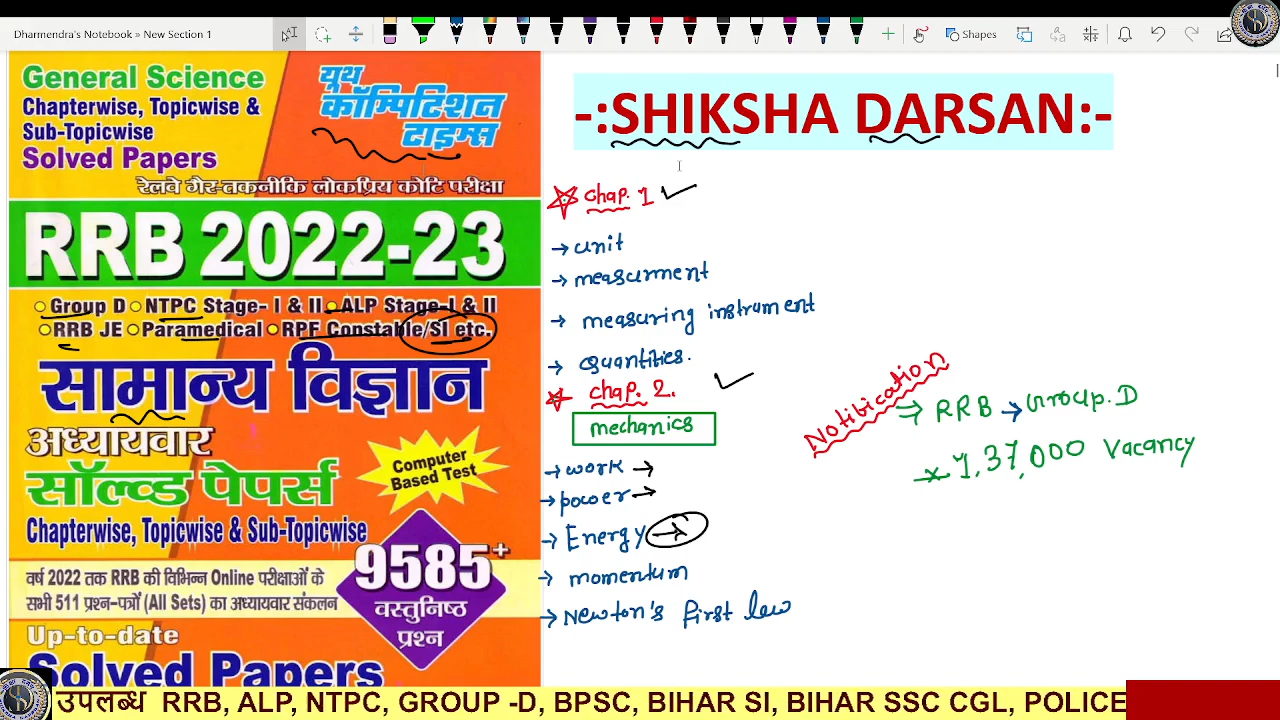 Dharmendra's Notebook » New Section 1
Shapes
General Science
Chapterwise, Topicwise &
Sub-Topicwise
Solved Papers
यूथ
कॉम्पिटिशन
टाइम्स
रेलवे गैर-तकनीकि लोकप्रिय कोटि परीक्षा
RRB 2022-23
Group D NTPC Stage- I & II ALP Stage-I & II
RRB JE Paramedical RPF Constable/SI etc.
सामान्य विज्ञान
अध्यायवार
सॉल्व्ड पेपर्स
Computer
Based Test
Chapterwise, Topicwise & Sub-Topicwise
9585+
वस्तुनिष्ठ
प्रश्न
वर्ष 2022 तक RRB की विभिन्न Online परीक्षाओं के
सभी 511 प्रश्न-पत्रों (All Sets) का अध्यायवार संकलन
Up-to-date
Solved Papers
-:SHIKSHA DARSAN:-
Chap. 1
→ unit
→ measurment
→ measuring instrument
→ Quantities.
chap. 2.
mechanics
→ work →
→ power →
→ Energy →
→ momentum
→ Newton's first law
Notification
⇒ RRB → Group. D
1,37,000 Vacancy
उपलब्ध RRB, ALP, NTPC, GROUP -D, BPSC, BIHAR SI, BIHAR SSC CGL, POLICE